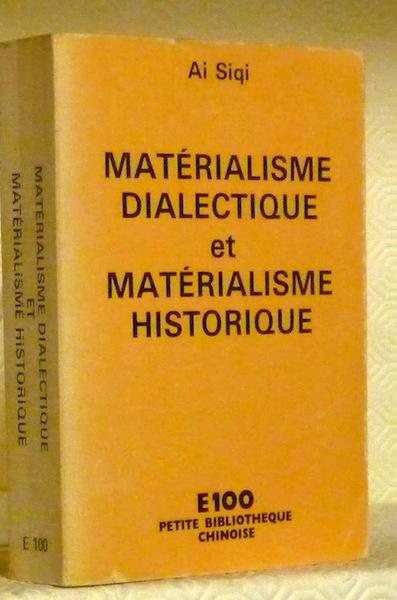 Ai Siqi
MATÉRIALISME
DIALECTIQUE
et
MATÉRIALISME
HISTORIQUE
E100
PETITE BIBLIOTHEQUE
CHINOISE
MATÉRIALISME DIALECTIQUE
ET
MATÉRIALISME HISTORIQUE
E 100